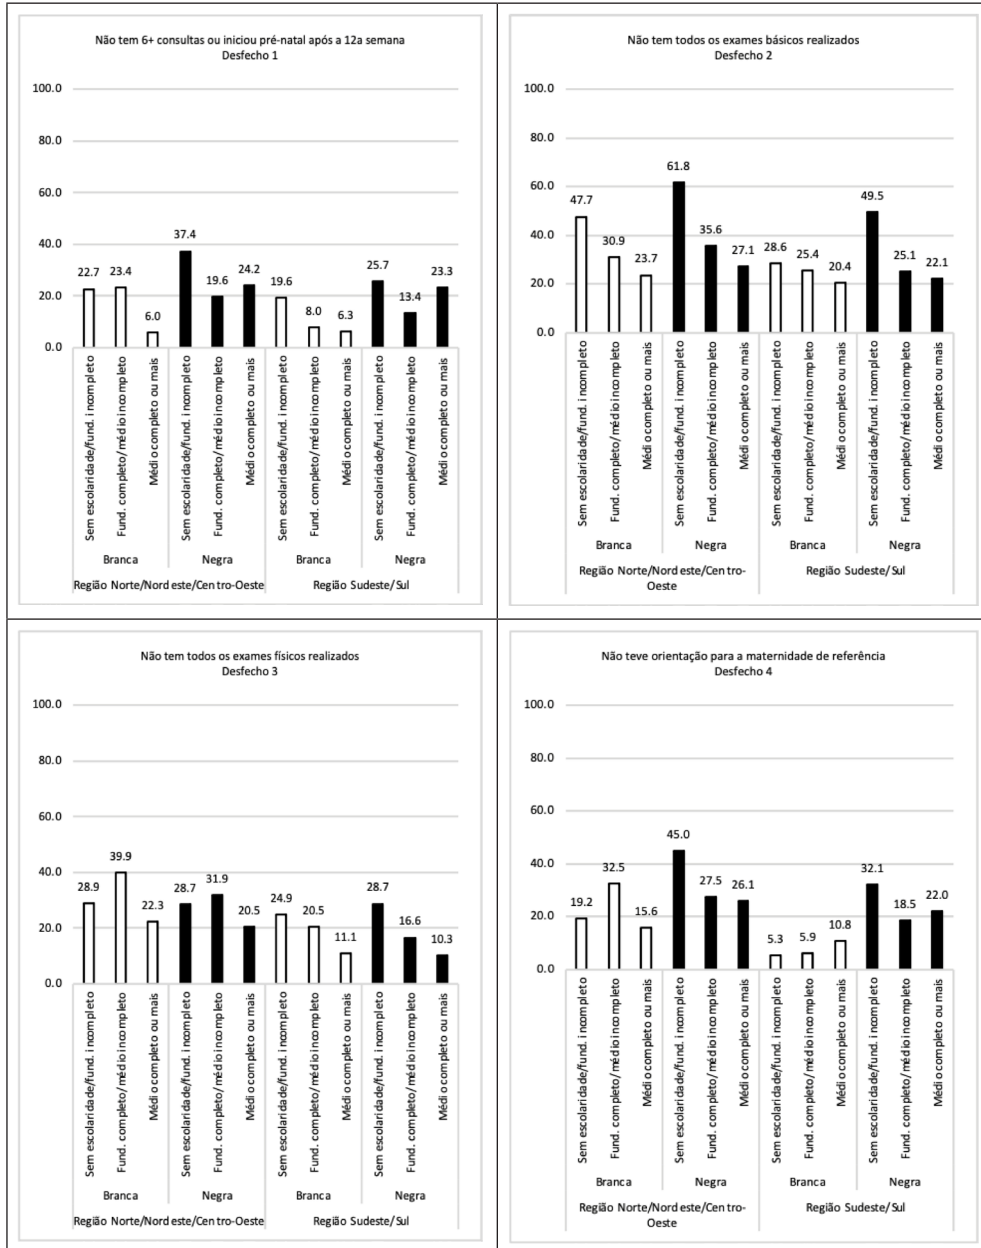 Não tem 6+ consultas ou iniciou pré-natal após a 12a semana
Desfecho 1
100.0
80.0
60.0
40.0
20.0
0.0
22.7
23.4
6.0
37.4
19.6
24.2
19.6
8.0
6.3
25.7
13.4
23.3
Sem escolaridade/fund. incompleto
Fund. completo/médio incompleto
Médio completo ou mais
Sem escolaridade/fund. incompleto
Fund. completo/médio incompleto
Médio completo ou mais
Sem escolaridade/fund. incompleto
Fund. completo/médio incompleto
Médio completo ou mais
Sem escolaridade/fund. incompleto
Fund. completo/médio incompleto
Médio completo ou mais
Branca
Negra
Branca
Negra
Região Norte/Nordeste/Centro-Oeste
Região Sudeste/Sul
Não tem todos os exames básicos realizados
Desfecho 2
100.0
80.0
60.0
40.0
20.0
0.0
47.7
30.9
23.7
61.8
35.6
27.1
28.6
25.4
20.4
49.5
25.1
22.1
Sem escolaridade/fund. incompleto
Fund. completo/médio incompleto
Médio completo ou mais
Sem escolaridade/fund. incompleto
Fund. completo/médio incompleto
Médio completo ou mais
Sem escolaridade/fund. incompleto
Fund. completo/médio incompleto
Médio completo ou mais
Sem escolaridade/fund. incompleto
Fund. completo/médio incompleto
Médio completo ou mais
Branca
Negra
Branca
Negra
Região Norte/Nordeste/Centro-
Oeste
Região Sudeste/Sul
Não tem todos os exames físicos realizados
Desfecho 3
100.0
80.0
60.0
40.0
20.0
0.0
28.9
39.9
22.3
28.7
31.9
20.5
24.9
20.5
11.1
28.7
16.6
10.3
Sem escolaridade/fund. incompleto
Fund. completo/médio incompleto
Médio completo ou mais
Sem escolaridade/fund. incompleto
Fund. completo/médio incompleto
Médio completo ou mais
Sem escolaridade/fund. incompleto
Fund. completo/médio incompleto
Médio completo ou mais
Sem escolaridade/fund. incompleto
Fund. completo/médio incompleto
Médio completo ou mais
Branca
Negra
Branca
Negra
Região Norte/Nordeste/Centro-Oeste
Região Sudeste/Sul
Não teve orientação para a maternidade de referência
Desfecho 4
100.0
80.0
60.0
40.0
20.0
0.0
19.2
32.5
15.6
45.0
27.5
26.1
5.3
5.9
10.8
32.1
18.5
22.0
Sem escolaridade/fund. incompleto
Fund. completo/médio incompleto
Médio completo ou mais
Sem escolaridade/fund. incompleto
Fund. completo/médio incompleto
Médio completo ou mais
Sem escolaridade/fund. incompleto
Fund. completo/médio incompleto
Médio completo ou mais
Sem escolaridade/fund. incompleto
Fund. completo/médio incompleto
Médio completo ou mais
Branca
Negra
Branca
Negra
Região Norte/Nordeste/Centro-
Oeste
Região Sudeste/Sul